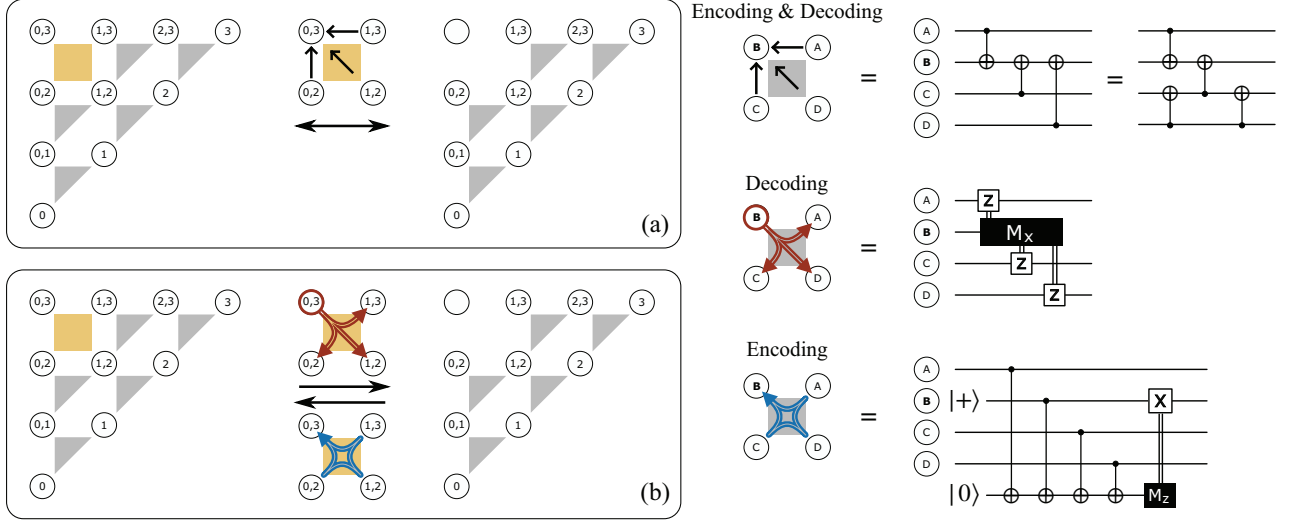 0,3 1,3 2,3 3
0,2 1,2 2
0,1 1
0
0,3 1,3
0,2 1,2
1,3 2,3 3
0,2 1,2 2
0,1 1
0
(a)
0,3 1,3 2,3 3
0,2 1,2 2
0,1 1
0
0,3 1,3
0,2 1,2
0,3 1,3
0,2 1,2
1,3 2,3 3
0,2 1,2 2
0,1 1
0
(b)
Encoding & Decoding
B A
C D
=
A
B
C
D
=
Decoding
B A
C D
=
A Z
B Mx
C Z
D Z
Encoding
B A
C D
=
A
B |+⟩ X
C
D
|0⟩ Mz